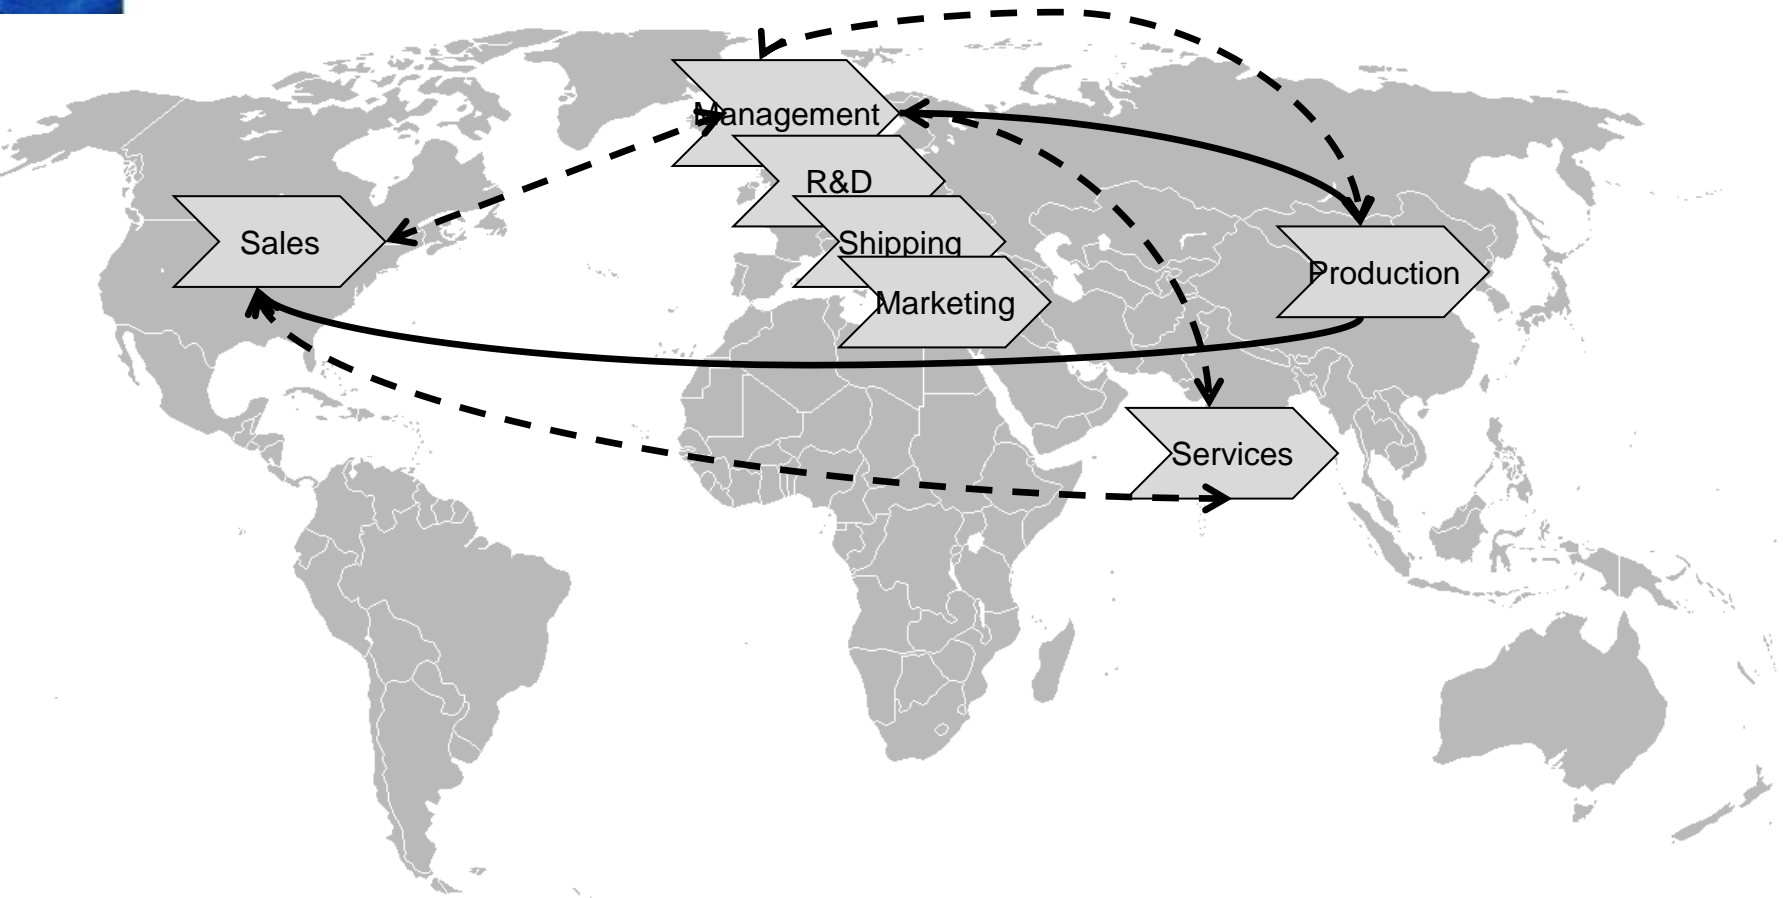 Management
R&D
Sales
Shipping
Production
Marketing
Services